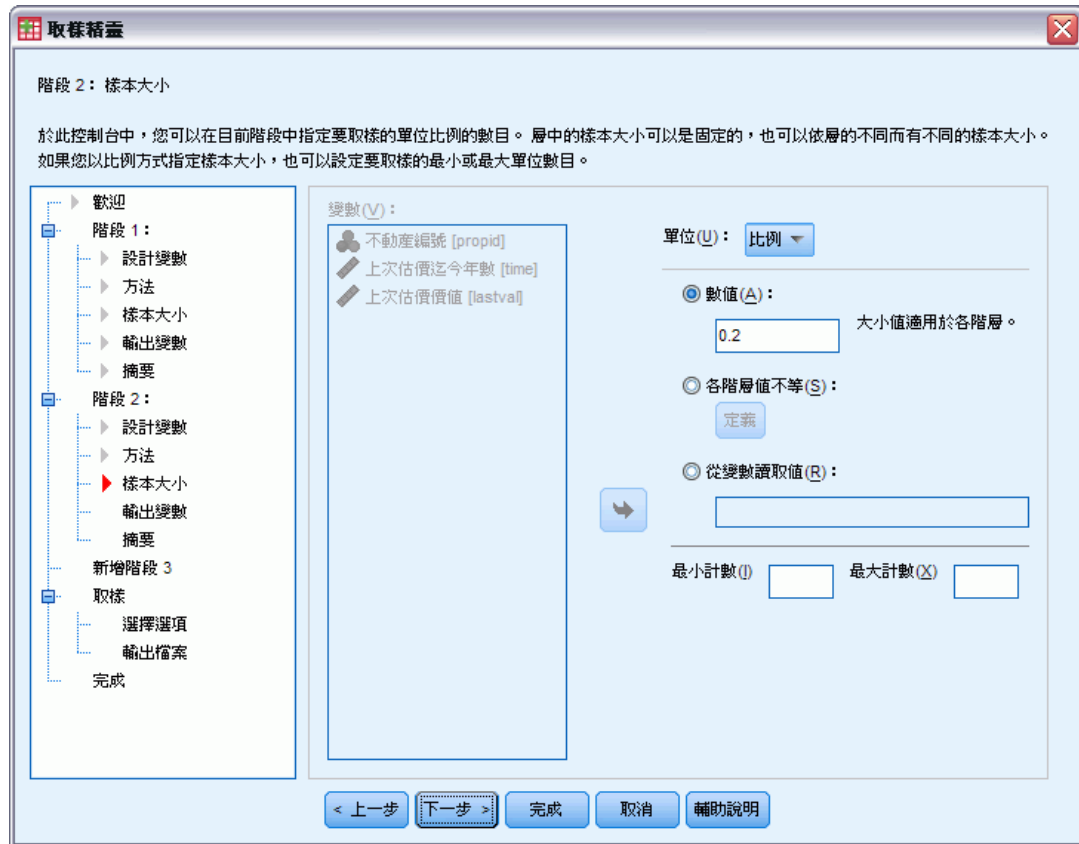 取樣精靈
階段 2：樣本大小
於此控制台中，您可以在目前階段中指定要取樣的單位比例的數目。 層中的樣本大小可以是固定的，也可以依層的不同而有不同的樣本大小。
如果您以比例方式指定樣本大小，也可以設定要取樣的最小或最大單位數目。
歡迎
階段 1：
設計變數
方法
樣本大小
輸出變數
摘要
階段 2：
設計變數
方法
樣本大小
輸出變數
摘要
新增階段 3
取樣
選擇選項
輸出檔案
完成
變數(V)：
不動產編號 [propid]
上次估價迄今年數 [time]
上次估價價值 [lastval]
單位(U)： 比例
數值(A)：
0.2 大小值適用於各階層。
各階層值不等(S)：
定義
從變數讀取值(R)：
最小計數(I) 最大計數(X)
< 上一步 下一步 > 完成 取消 輔助說明